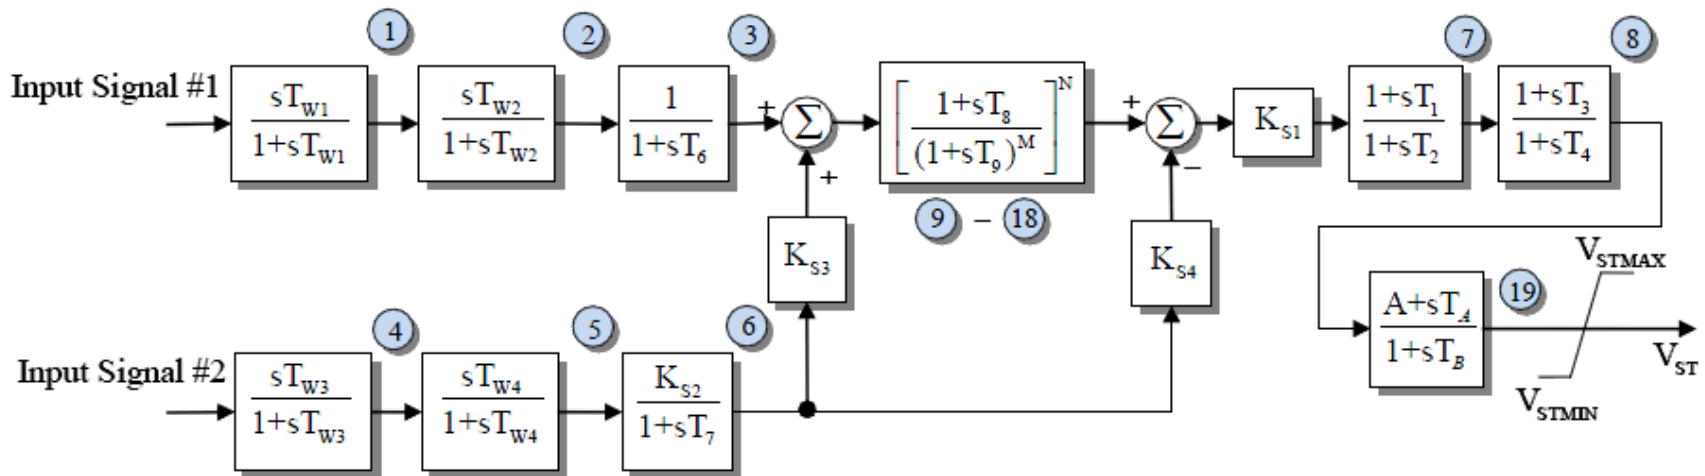 1 2 3 7 8
Input Signal #1
sT_W1 / 1+sT_W1
sT_W2 / 1+sT_W2
1 / 1+sT_6
+ Σ +
[ 1+sT_8 / (1+sT_9)^M ]^N
+ Σ −
K_S1
1+sT_1 / 1+sT_2
1+sT_3 / 1+sT_4
9 – 18
K_S3
K_S4
V_STMAX
19
A+sT_A / 1+sT_B
V_ST
V_STMIN
4 5 6
Input Signal #2
sT_W3 / 1+sT_W3
sT_W4 / 1+sT_W4
K_S2 / 1+sT_7